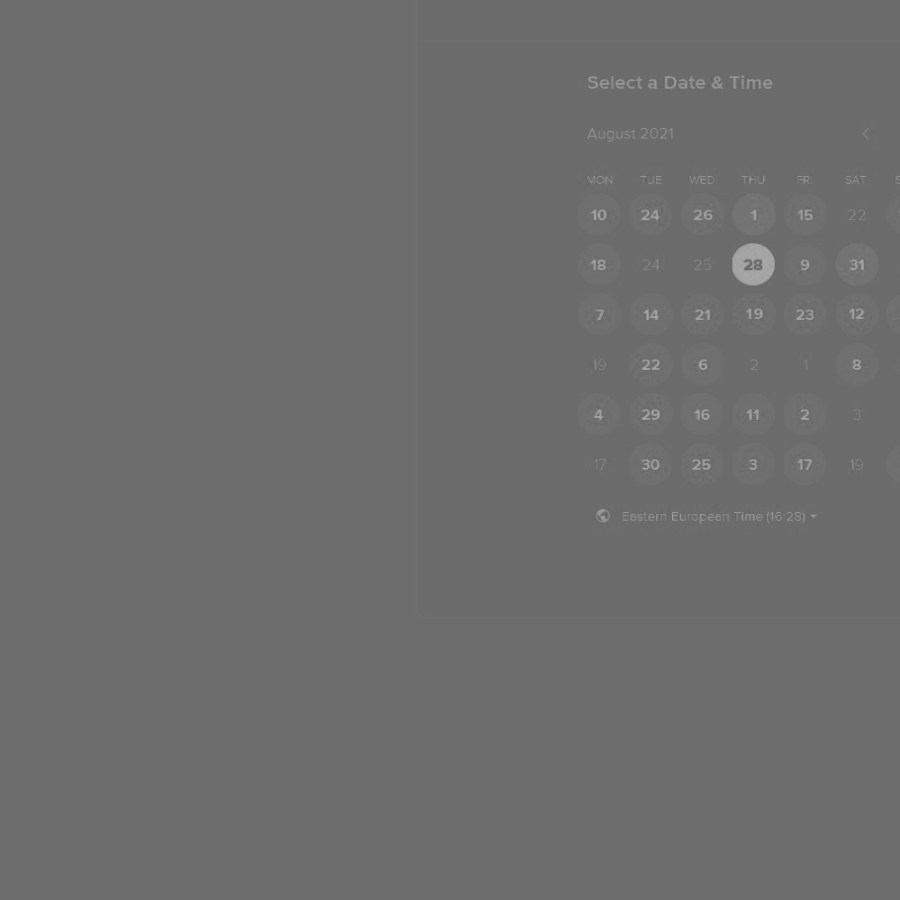 Select a Date & Time
August 2021
MON TUE WED THU FR SAT
10 24 26 1 15 22
18 24 25 28 9 31
7 14 21 19 23 12
19 22 6 2 1 8
4 29 16 11 2 3
17 30 25 3 17 19
Eastern European Time (16:28)